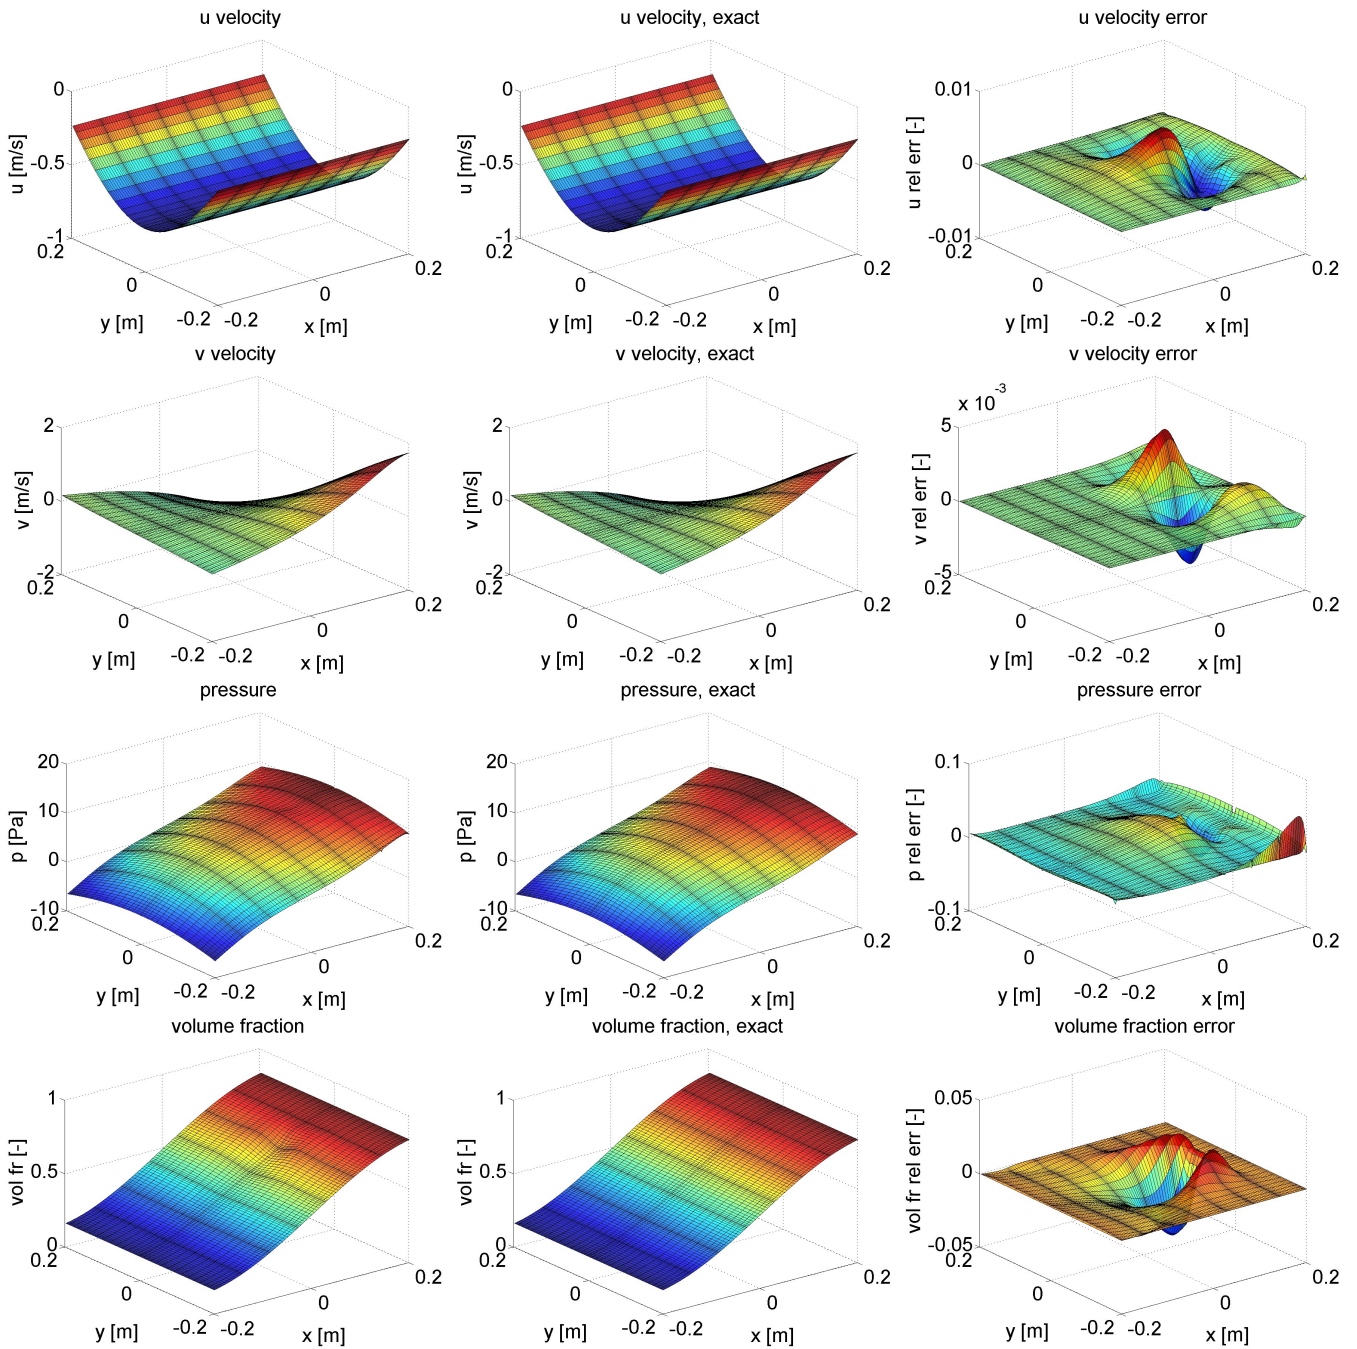 u velocity
0
-0.5
-1
u [m/s]
0.2
0
-0.2
y [m]
-0.2
0
0.2
x [m]
u velocity, exact
0
-0.5
-1
u [m/s]
0.2
0
-0.2
y [m]
-0.2
0
0.2
x [m]
u velocity error
0.01
0
-0.01
u rel err [-]
0.2
0
-0.2
y [m]
-0.2
0
0.2
x [m]
v velocity
2
0
-2
v [m/s]
0.2
0
-0.2
y [m]
-0.2
0
0.2
x [m]
v velocity, exact
2
0
-2
v [m/s]
0.2
0
-0.2
y [m]
-0.2
0
0.2
x [m]
v velocity error
x 10^-3
5
0
-5
v rel err [-]
0.2
0
-0.2
y [m]
-0.2
0
0.2
x [m]
pressure
20
10
0
-10
p [Pa]
0.2
0
-0.2
y [m]
-0.2
0
0.2
x [m]
pressure, exact
20
10
0
-10
p [Pa]
0.2
0
-0.2
y [m]
-0.2
0
0.2
x [m]
pressure error
0.1
0
-0.1
p rel err [-]
0.2
0
-0.2
y [m]
-0.2
0
0.2
x [m]
volume fraction
1
0.5
0
vol fr [-]
0.2
0
-0.2
y [m]
-0.2
0
0.2
x [m]
volume fraction, exact
1
0.5
0
vol fr [-]
0.2
0
-0.2
y [m]
-0.2
0
0.2
x [m]
volume fraction error
0.05
0
-0.05
vol fr rel err [-]
0.2
0
-0.2
y [m]
-0.2
0
0.2
x [m]